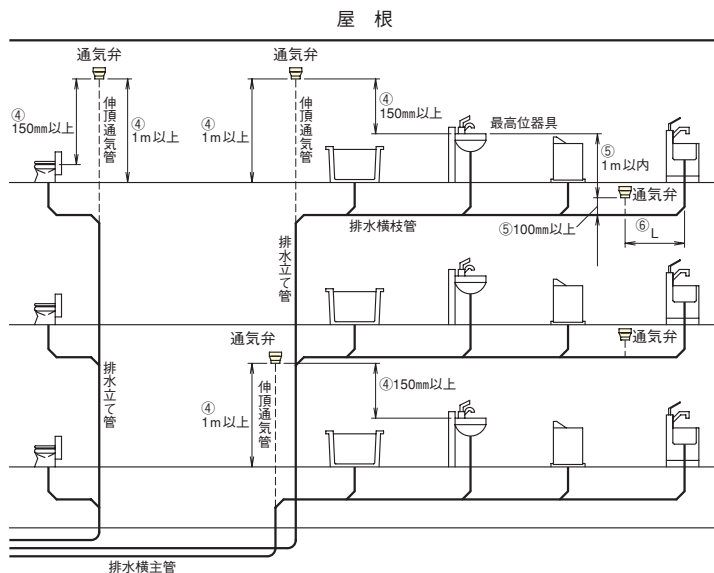 屋 根
通気弁
通気弁
④
150㎜以上
伸頂通気管
④
1m以上
④
1m以上
伸頂通気管
④
150㎜以上
最高位器具
⑤
1m以内
通気弁
排水横枝管
⑤100㎜以上
⑥L
排水立て管
通気弁
通気弁
排水立て管
④
1m以上
伸頂通気管
④150㎜以上
排水横主管